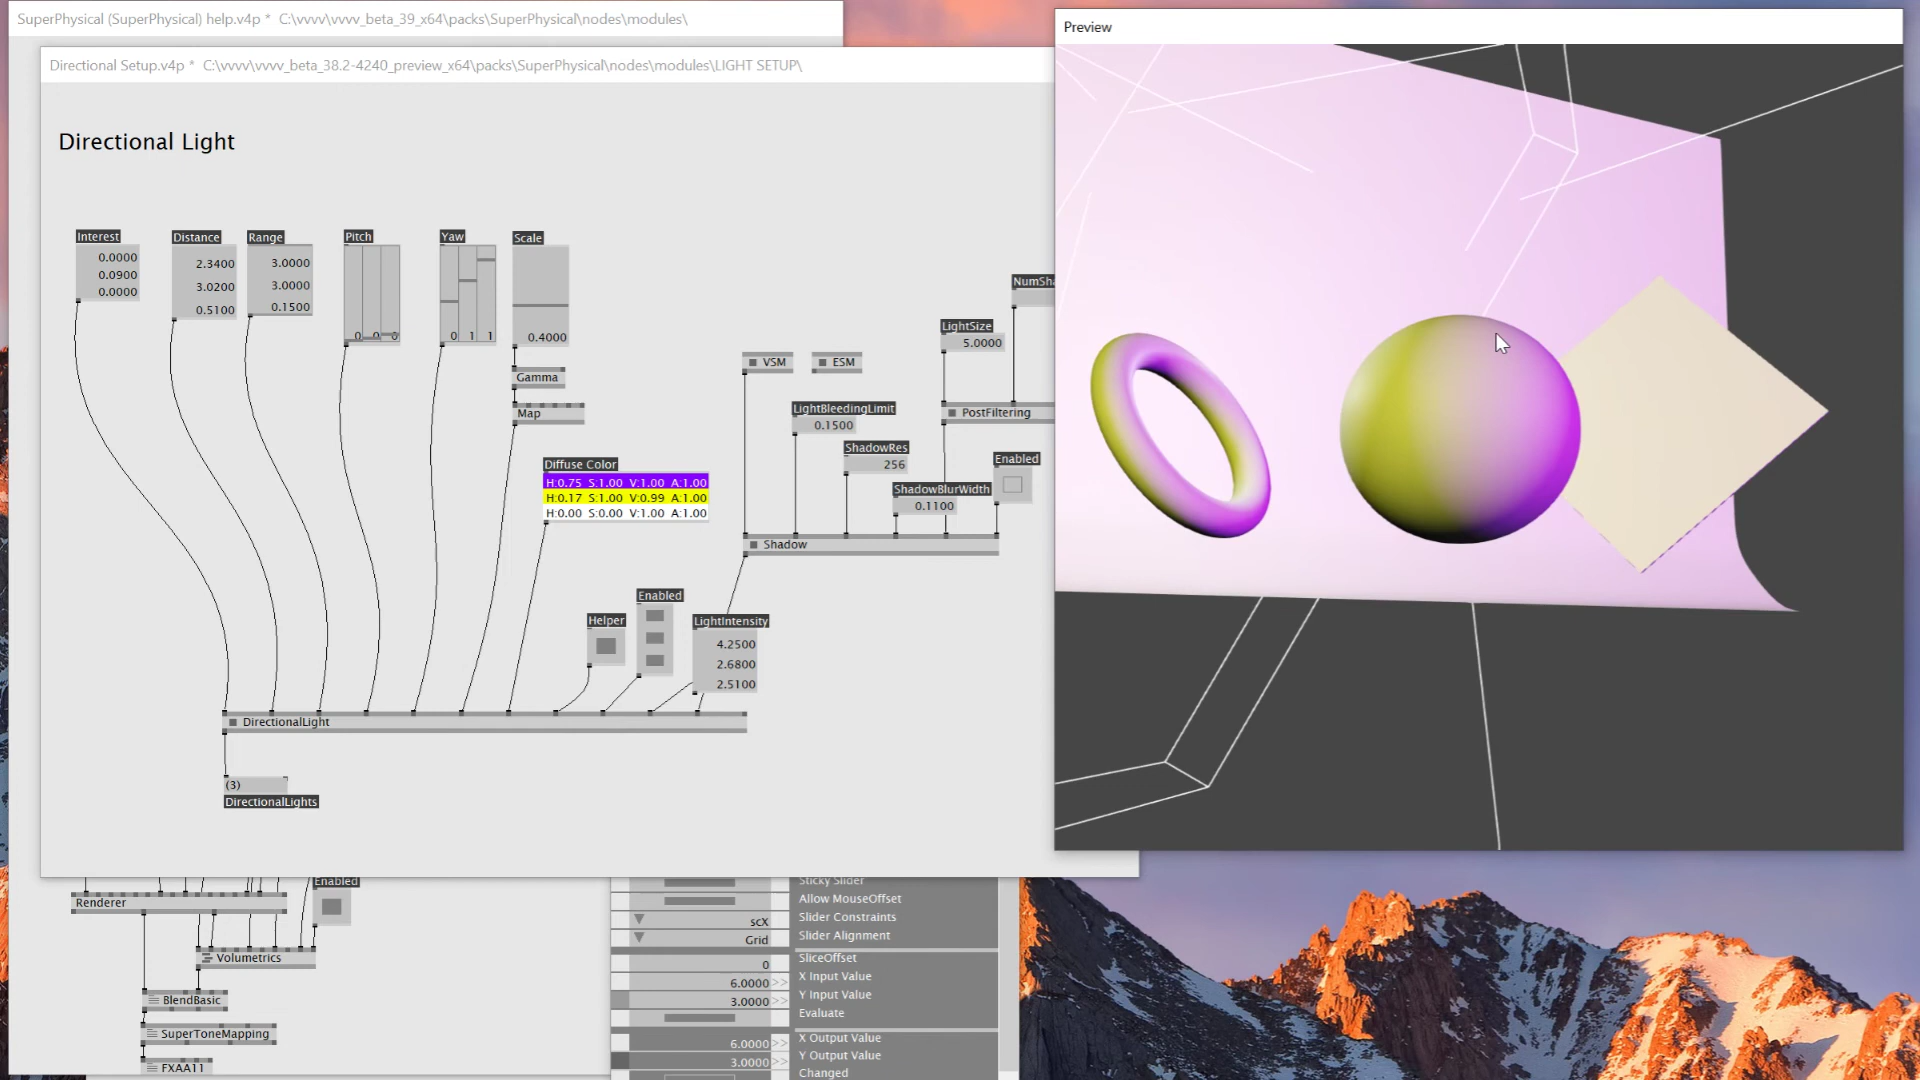 SuperPhysical (SuperPhysical) help.v4p * C:\vvvv\vvvv_beta_39_x64\packs\SuperPhysical\nodes\modules\
Directional Setup.v4p * C:\vvvv\vvvv_beta_38.2-4240_preview_x64\packs\SuperPhysical\nodes\modules\LIGHT SETUP\
Preview
Directional Light
Interest
0.0000
0.0900
0.0000
Distance
2.3400
3.0200
0.5100
Range
3.0000
3.0000
0.1500
Pitch
0 0 0
Yaw
0 1 1
Scale
0.4000
Gamma
Map
Diffuse Color
H:0.75 S:1.00 V:1.00 A:1.00
H:0.17 S:1.00 V:0.99 A:1.00
H:0.00 S:0.00 V:1.00 A:1.00
VSM
ESM
LightBleedingLimit
0.1500
ShadowRes
256
ShadowBlurWidth
0.1100
LightSize
5.0000
NumSha
PostFiltering
Enabled
Shadow
Helper
Enabled
LightIntensity
4.2500
2.6800
2.5100
DirectionalLight
(3)
DirectionalLights
Enabled
Renderer
Volumetrics
BlendBasic
SuperToneMapping
FXAA11
Sticky Slider
Allow MouseOffset
scX Slider Constraints
Grid Slider Alignment
0 SliceOffset
6.0000 >> X Input Value
3.0000 >> Y Input Value
Evaluate
6.0000 >> X Output Value
3.0000 >> Y Output Value
Changed